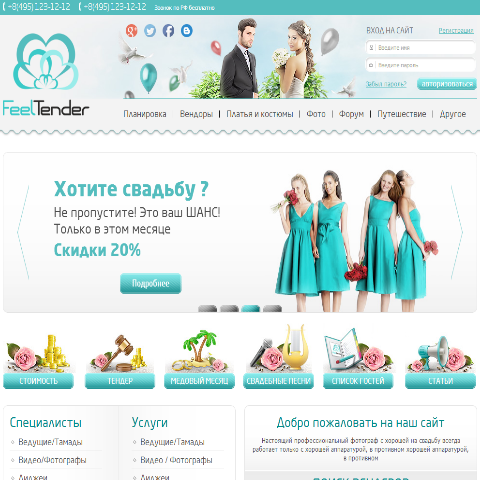 +8(495)123-12-12 +8(495)123-12-12 Звонок по РФ бесплатно
ВХОД НА САЙТ Регистрация
Введите имя
Введите пароль
Забыл пароль? авторизоваться
FeelTender
Планировка Вендоры Платья и костюмы Фото Форум Путешествие Другое
Хотите свадьбу ?
Не пропустите! Это ваш ШАНС!
Только в этом месяце
Скидки 20%
Подробнее
СТОИМОСТЬ ТЕНДЕР МЕДОВЫЙ МЕСЯЦ СВАДЕБНЫЕ ПЕСНИ СПИСОК ГОСТЕЙ СТАТЬИ
Специалисты
Ведущие/Тамады
Видео/Фотографы
Диджеи
Услуги
Ведущие/Тамады
Видео / Фотографы
Диджеи
Добро пожаловать на наш сайт
Настоящий профессиональный фотограф с хорошей на свадьбу всегда
работает только с хорошей аппаратурой, в противном хорошей аппаратурой,
в противном
ПОИСК ВЕНДОРОВ